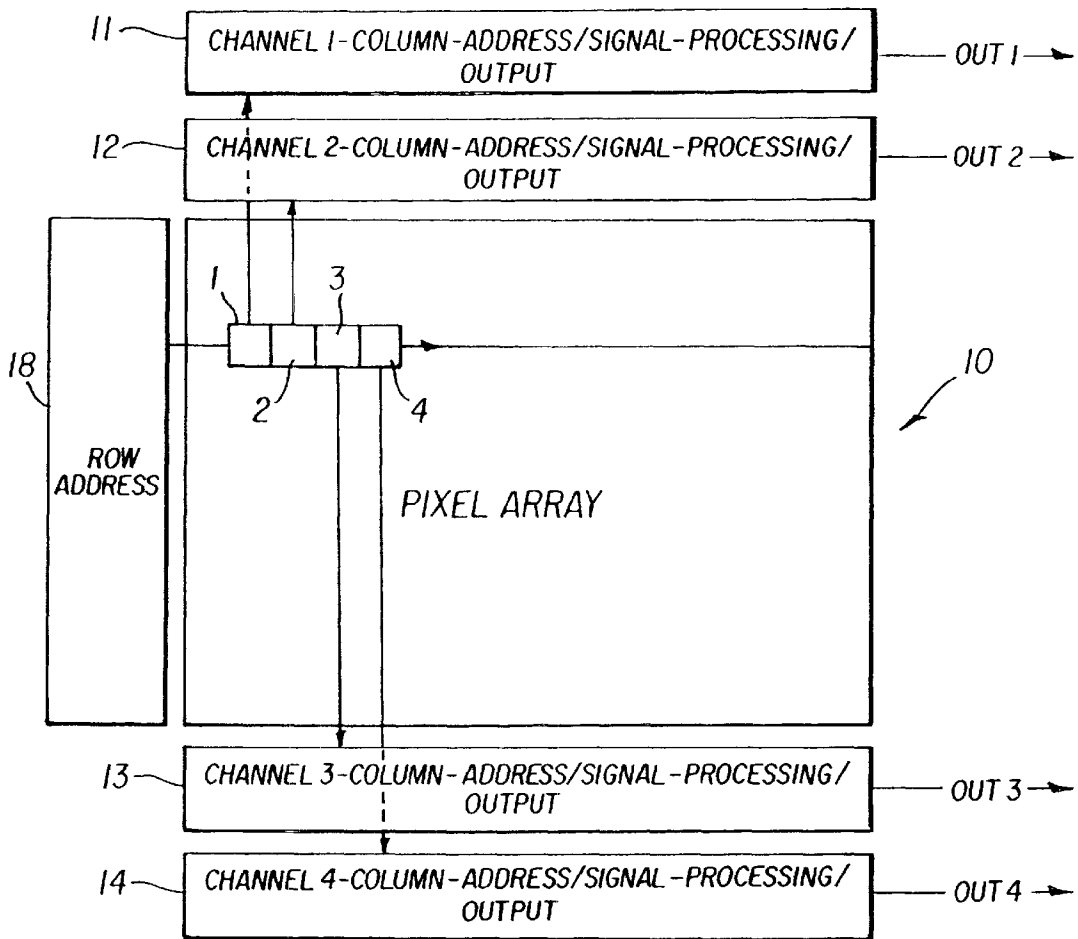 11
CHANNEL 1-COLUMN-ADDRESS/SIGNAL-PROCESSING/
OUTPUT
OUT 1
12
CHANNEL 2-COLUMN-ADDRESS/SIGNAL-PROCESSING/
OUTPUT
OUT 2
1
3
18
2
4
10
ROW
ADDRESS
PIXEL ARRAY
13
CHANNEL 3-COLUMN-ADDRESS/SIGNAL-PROCESSING/
OUTPUT
OUT 3
14
CHANNEL 4-COLUMN-ADDRESS/SIGNAL-PROCESSING/
OUTPUT
OUT 4